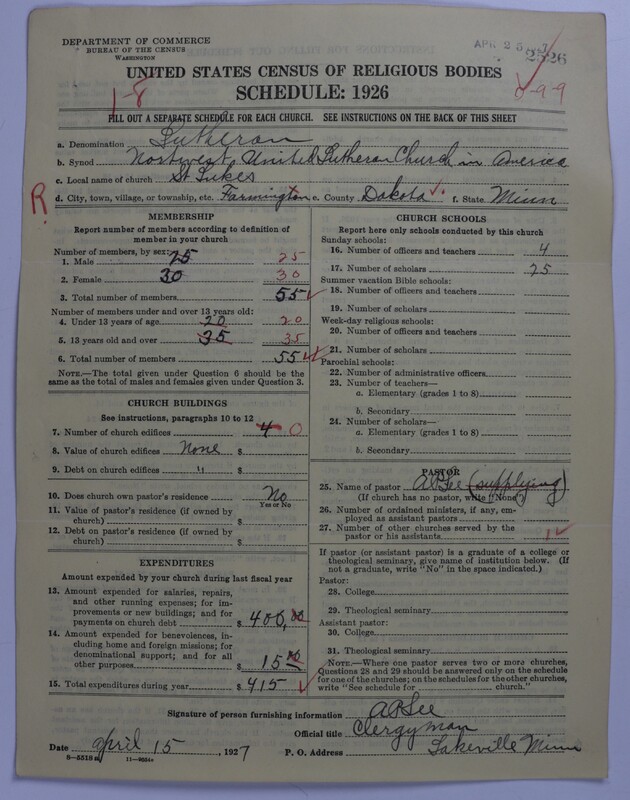 DEPARTMENT OF COMMERCE
BUREAU OF THE CENSUS
WASHINGTON
APR 25
2526
UNITED STATES CENSUS OF RELIGIOUS BODIES
SCHEDULE: 1926
1-8
0-9-9
FILL OUT A SEPARATE SCHEDULE FOR EACH CHURCH. SEE INSTRUCTIONS ON THE BACK OF THIS SHEET
a. Denomination Lutheran
b. Synod Northwest, United Lutheran Church in America
c. Local name of church St Lukes
R d. City, town, village, or township, etc. Farmington e. County Dakota f. State Minn
MEMBERSHIP
Report number of members according to definition of member in your church
Number of members, by sex:
1. Male 25 25
2. Female 30 30
3. Total number of members 55
Number of members under and over 13 years old:
4. Under 13 years of age 20 20
5. 13 years old and over 35 35
6. Total number of members 55
NOTE.—The total given under Question 6 should be
same as the total of males and females given under Question 3.
CHURCH BUILDINGS
See instructions, paragraphs 10 to 12
7. Number of church edifices 0
8. Value of church edifices None $
9. Debt on church edifices " $
10. Does church own pastor's residence No
Yes or No
11. Value of pastor's residence (if owned by
church) $
12. Debt on pastor's residence (if owned by
church) $
EXPENDITURES
Amount expended by your church during last fiscal year
13. Amount expended for salaries, repairs,
and other running expenses; for im-
provements or new buildings; and for
payments on church debt $ 400,00
14. Amount expended for benevolences,
including home and foreign missions; for
denominational support; and for all
other purposes $ 15 00
15. Total expenditures during year $ 415
CHURCH SCHOOLS
Report here only schools conducted by this church
Sunday schools:
16. Number of officers and teachers 4
17. Number of scholars 25
Summer vacation Bible schools:
18. Number of officers and teachers
19. Number of scholars
Week-day religious schools:
20. Number of officers and teachers
21. Number of scholars
Parochial schools:
22. Number of administrative officers
23. Number of teachers—
a. Elementary (grades 1 to 8)
b. Secondary
24. Number of scholars—
a. Elementary (grades 1 to 8)
b. Secondary
PASTOR
25. Name of pastor (supplying)
(If church has no pastor, write "None")
26. Number of ordained ministers, if any, em-
ployed as assistant pastors
27. Number of other churches served by the
pastor or his assistants 1
If pastor (or assistant pastor) is a graduate of a college or
theological seminary, give name of institution below. (If
not a graduate, write "No" in the space indicated.)
Pastor:
28. College
29. Theological seminary
Assistant pastor:
30. College
31. Theological seminary
NOTE.—Where one pastor serves two or more churches,
Questions 28 and 29 should be answered only on the schedule
for one of the churches; on the schedules for the other churches,
write "See schedule for church."
Signature of person furnishing information
Official title Clergyman
Date April 15, 1927 P. O. Address Lakeville Minn